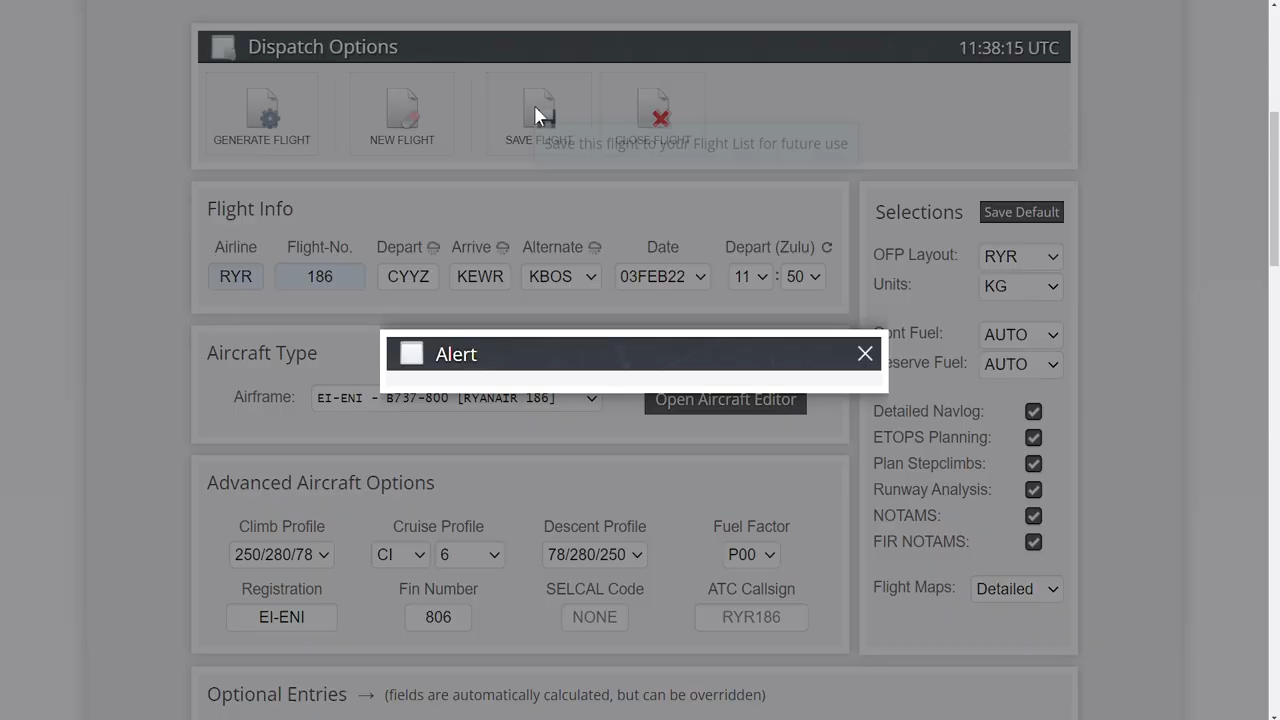 Dispatch Options 11:38:15 UTC
GENERATE FLIGHT NEW FLIGHT SAVE FLIGHT CLOSE FLIGHT
Save this flight to your Flight List for future use
Flight Info
Airline Flight-No. Depart Arrive Alternate Date Depart (Zulu)
RYR 186 CYYZ KEWR KBOS 03FEB22 11 : 50
Selections Save Default
OFP Layout: RYR
Units: KG
Cont Fuel: AUTO
Reserve Fuel: AUTO
Detailed Navlog:
ETOPS Planning:
Plan Stepclimbs:
Runway Analysis:
NOTAMS:
FIR NOTAMS:
Flight Maps: Detailed
Alert
Aircraft Type
Airframe: EI-ENI - B737-800 [RYANAIR 186] Open Aircraft Editor
Advanced Aircraft Options
Climb Profile Cruise Profile Descent Profile Fuel Factor
250/280/78 CI 6 78/280/250 P00
Registration Fin Number SELCAL Code ATC Callsign
EI-ENI 806 NONE RYR186
Optional Entries → (fields are automatically calculated, but can be overridden)